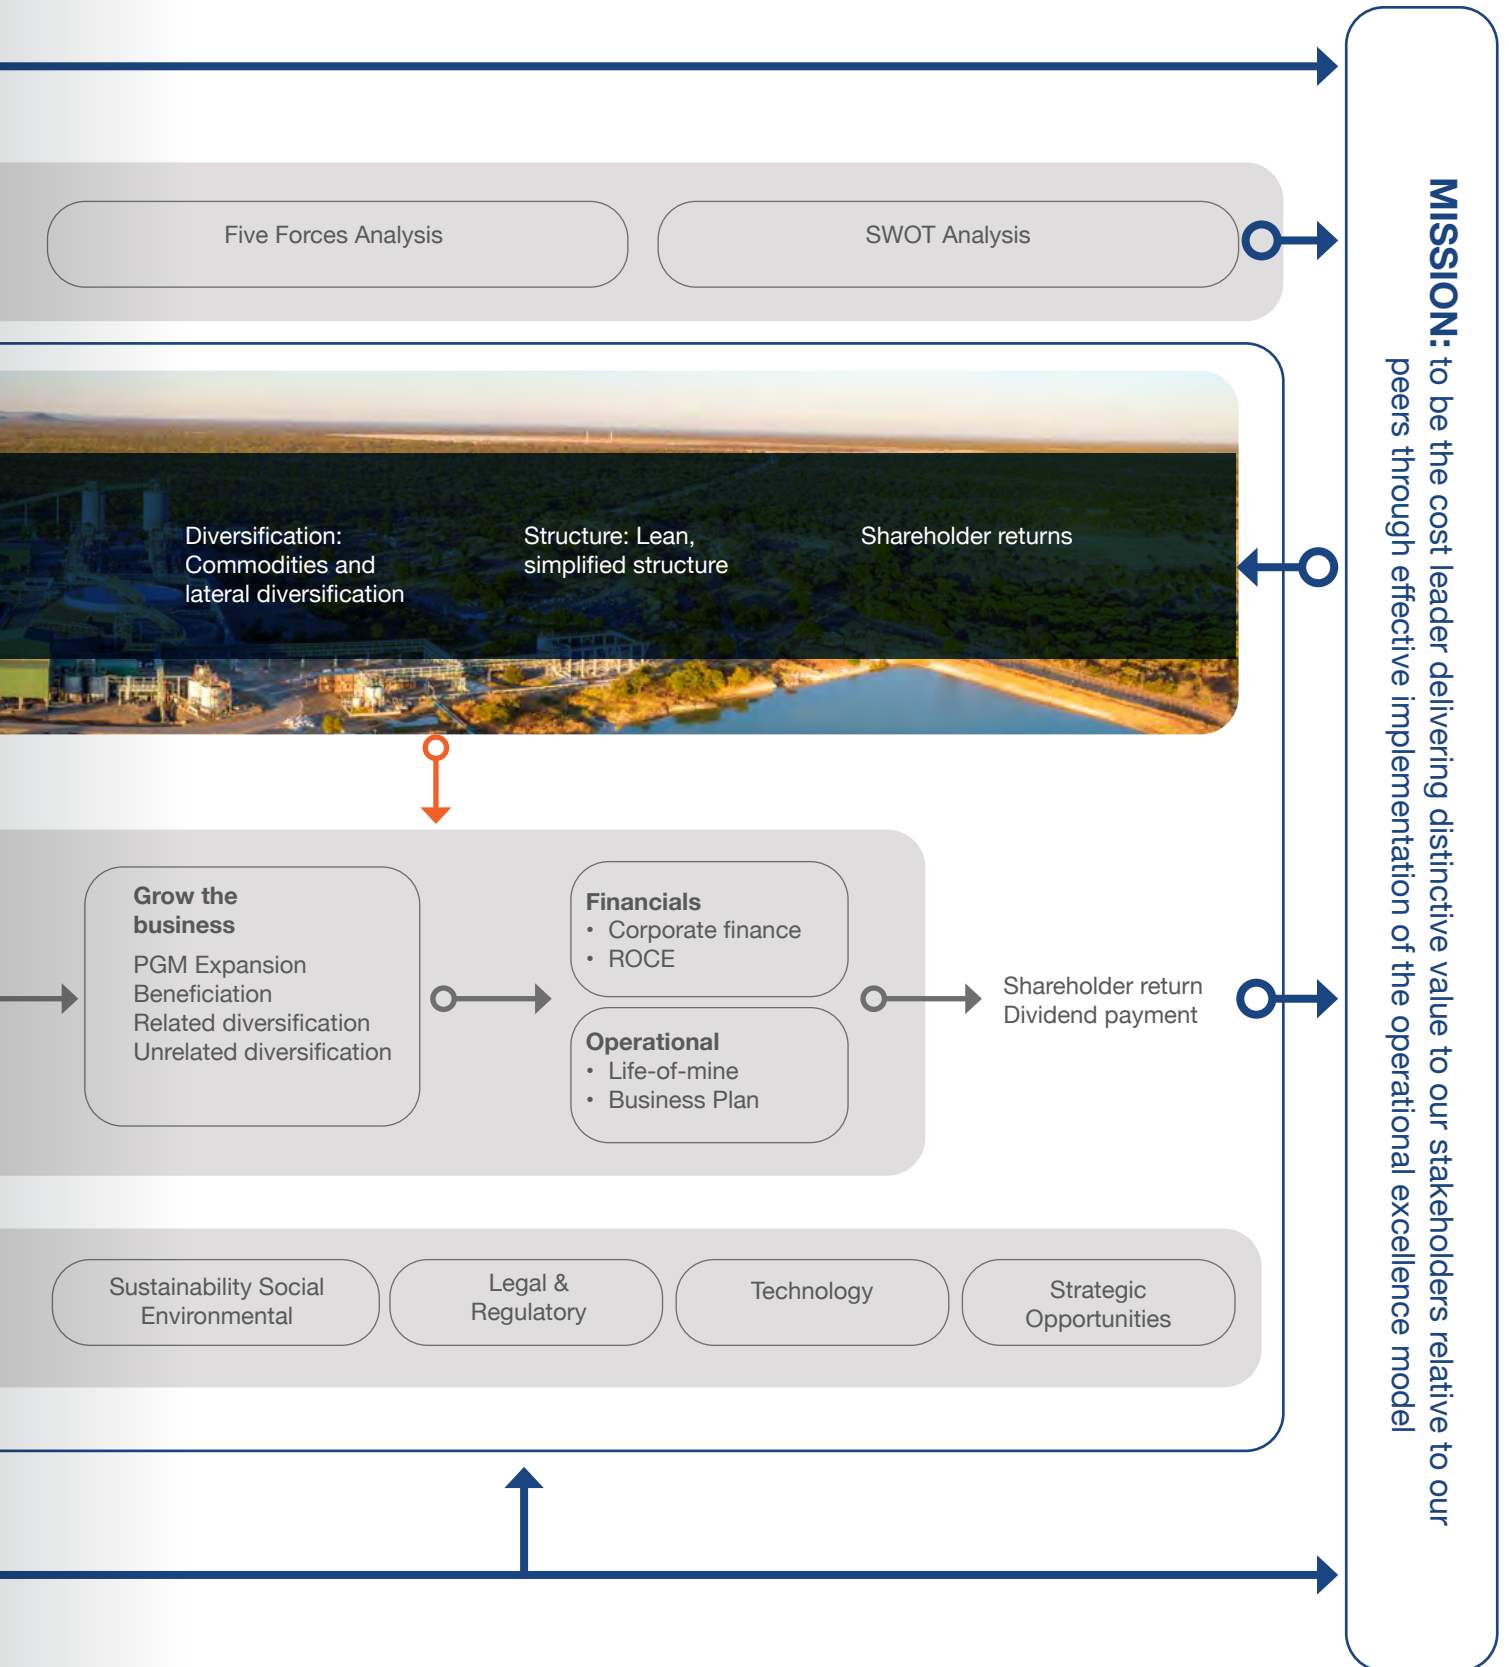 Five Forces Analysis
SWOT Analysis
Diversification:
Commodities and
lateral diversification
Structure: Lean,
simplified structure
Shareholder returns
Grow the
business
PGM Expansion
Beneficiation
Related diversification
Unrelated diversification
Financials
• Corporate finance
• ROCE
Operational
• Life-of-mine
• Business Plan
Shareholder return
Dividend payment
Sustainability Social
Environmental
Legal &
Regulatory
Technology
Strategic
Opportunities
MISSION: to be the cost leader delivering distinctive value to our stakeholders relative to our
peers through effective implementation of the operational excellence model